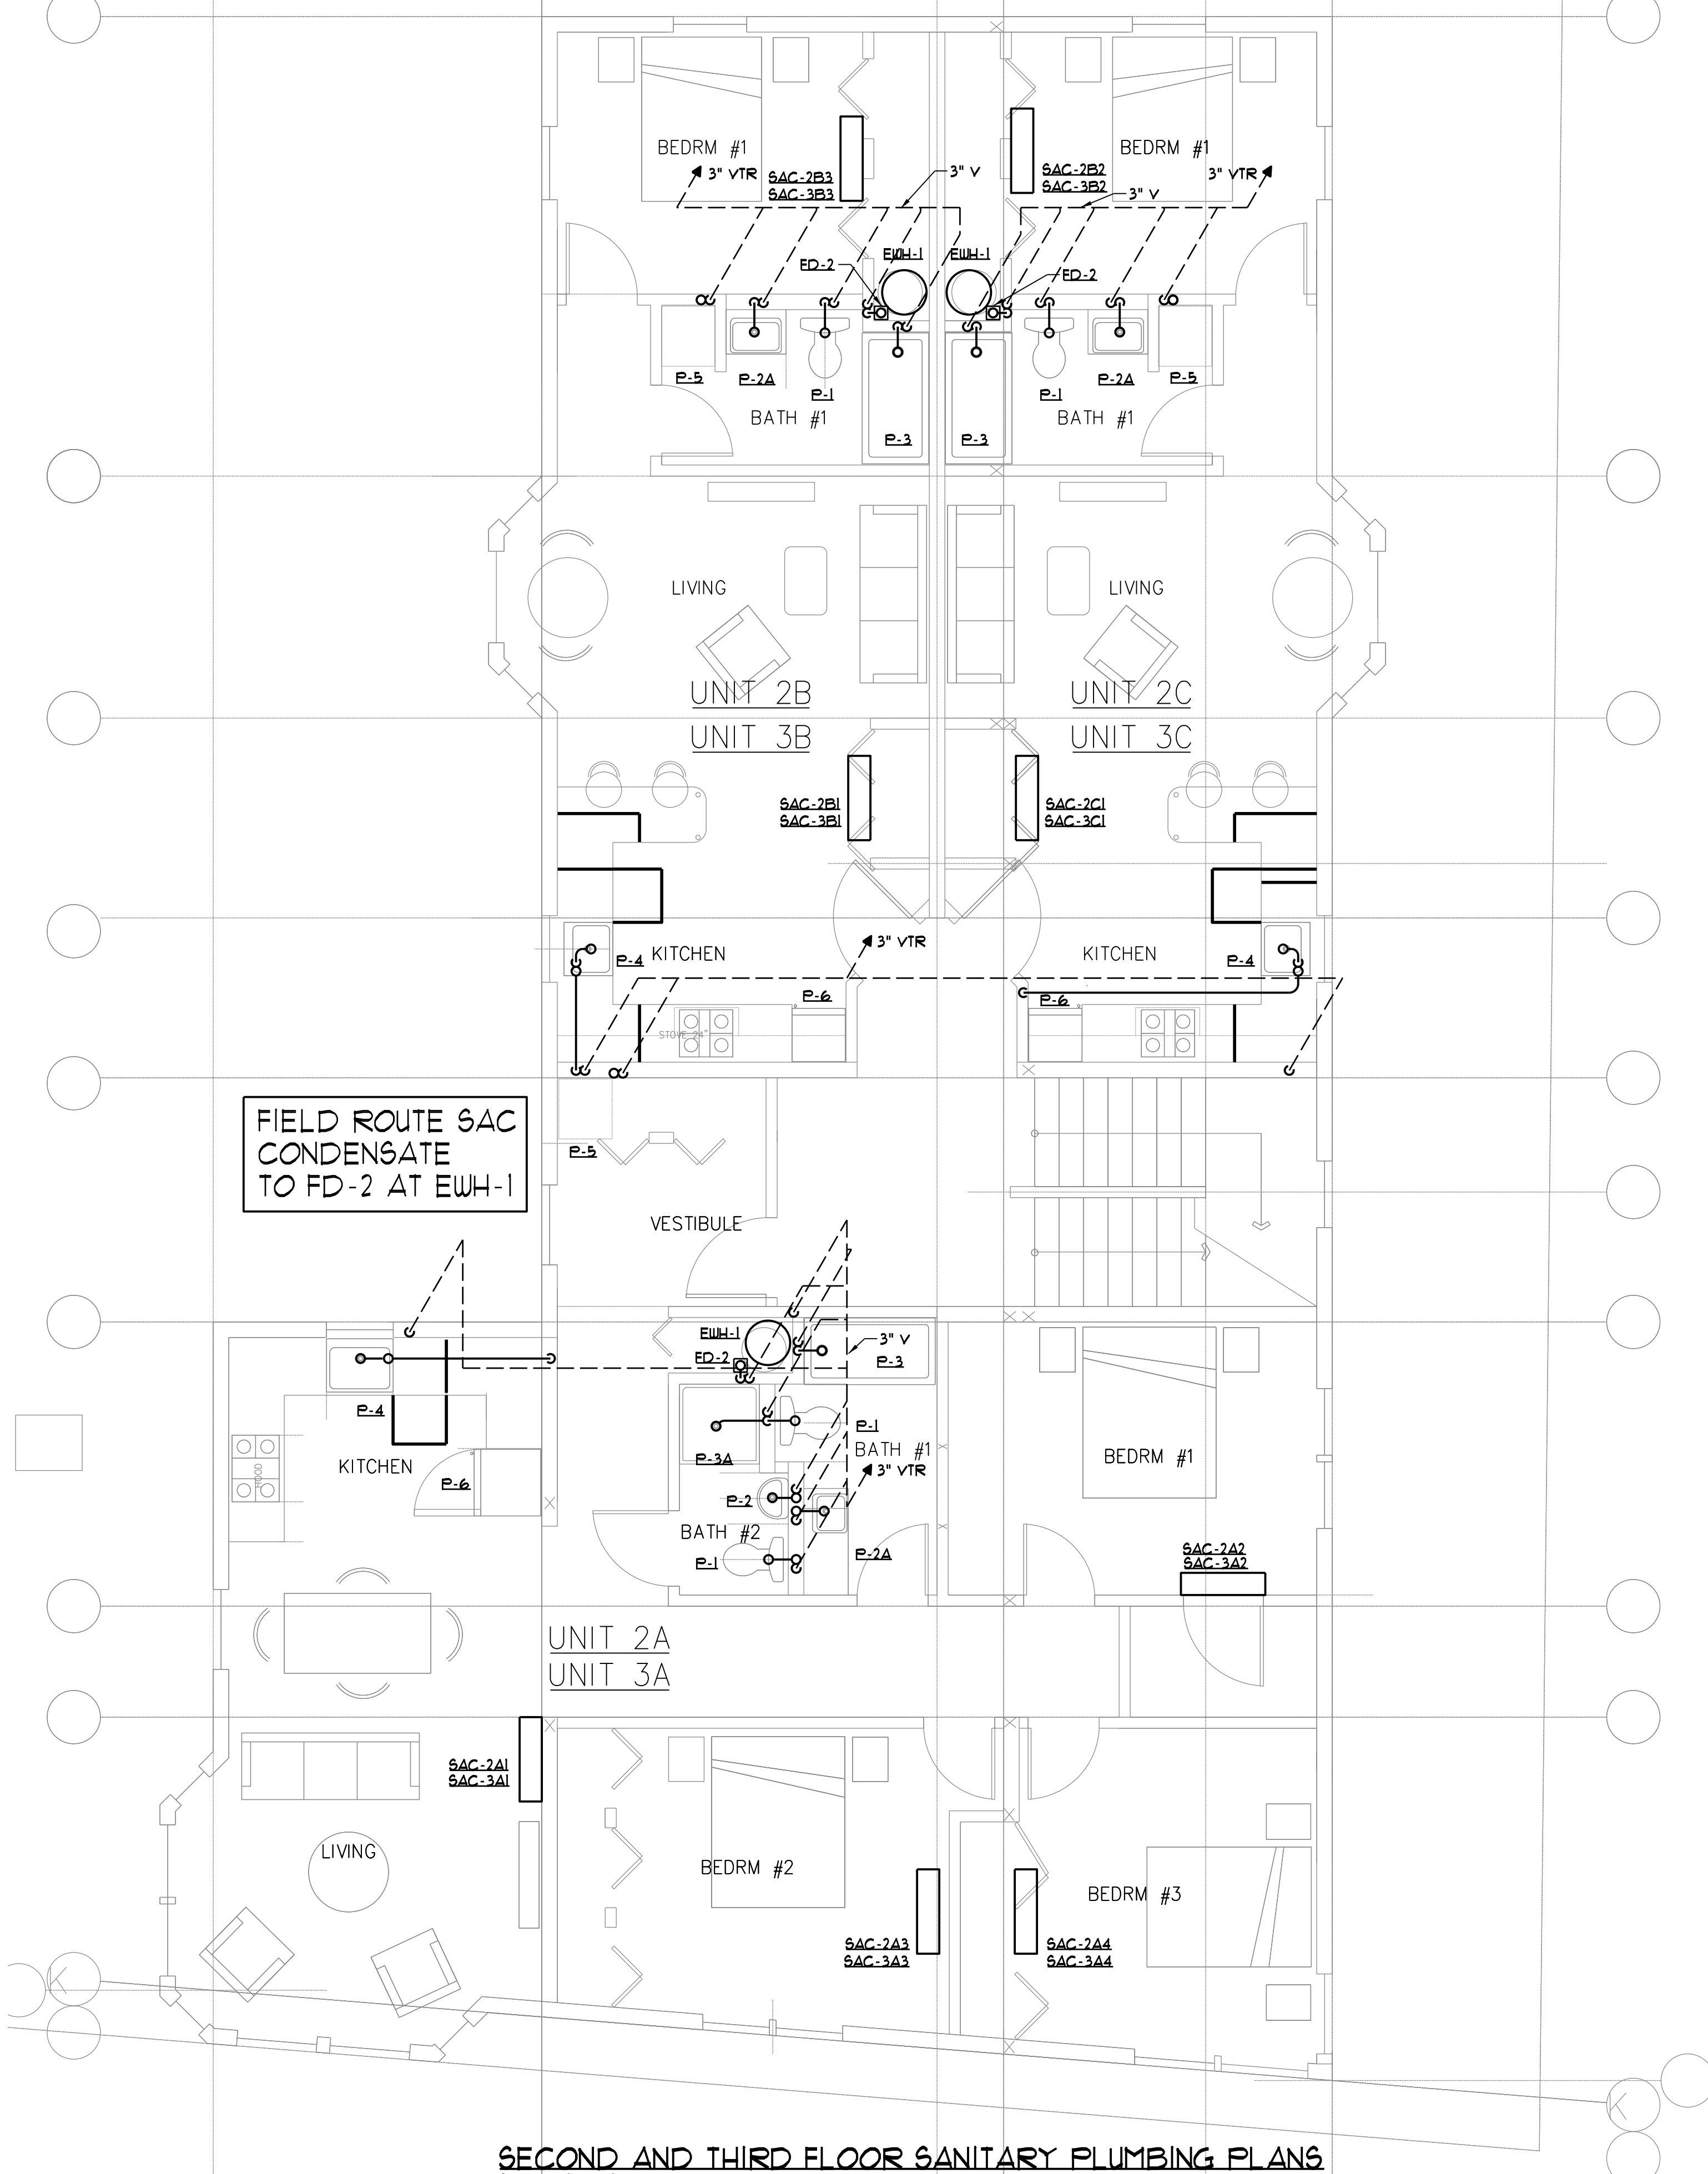 BEDRM #1
BEDRM #1
3" VTR
SAC-2B3
SAC-3B3
3" V
SAC-2B2
SAC-3B2
3" V
3" VTR
EWH-1
EWH-1
FD-2
FD-2
P-5
P-2A
P-1
P-1
P-2A
P-5
BATH #1
BATH #1
P-3
P-3
LIVING
LIVING
UNIT 2B
UNIT 3B
UNIT 2C
UNIT 3C
SAC-2B1
SAC-3B1
SAC-2C1
SAC-3C1
KITCHEN
3" VTR
KITCHEN
P-4
P-4
P-6
P-6
STOVE 24"
FIELD ROUTE SAC
CONDENSATE
TO FD-2 AT EWH-1
P-5
VESTIBULE
EWH-1
FD-2
3" V
P-3
P-4
P-1
BATH #1
P-3A
3" VTR
BEDRM #1
KITCHEN
HOOD
P-6
P-2
BATH #2
P-1
P-2A
SAC-2A2
SAC-3A2
UNIT 2A
UNIT 3A
SAC-2A1
SAC-3A1
LIVING
BEDRM #2
BEDRM #3
SAC-2A3
SAC-3A3
SAC-2A4
SAC-3A4
K
K
SECOND AND THIRD FLOOR SANITARY PLUMBING PLANS